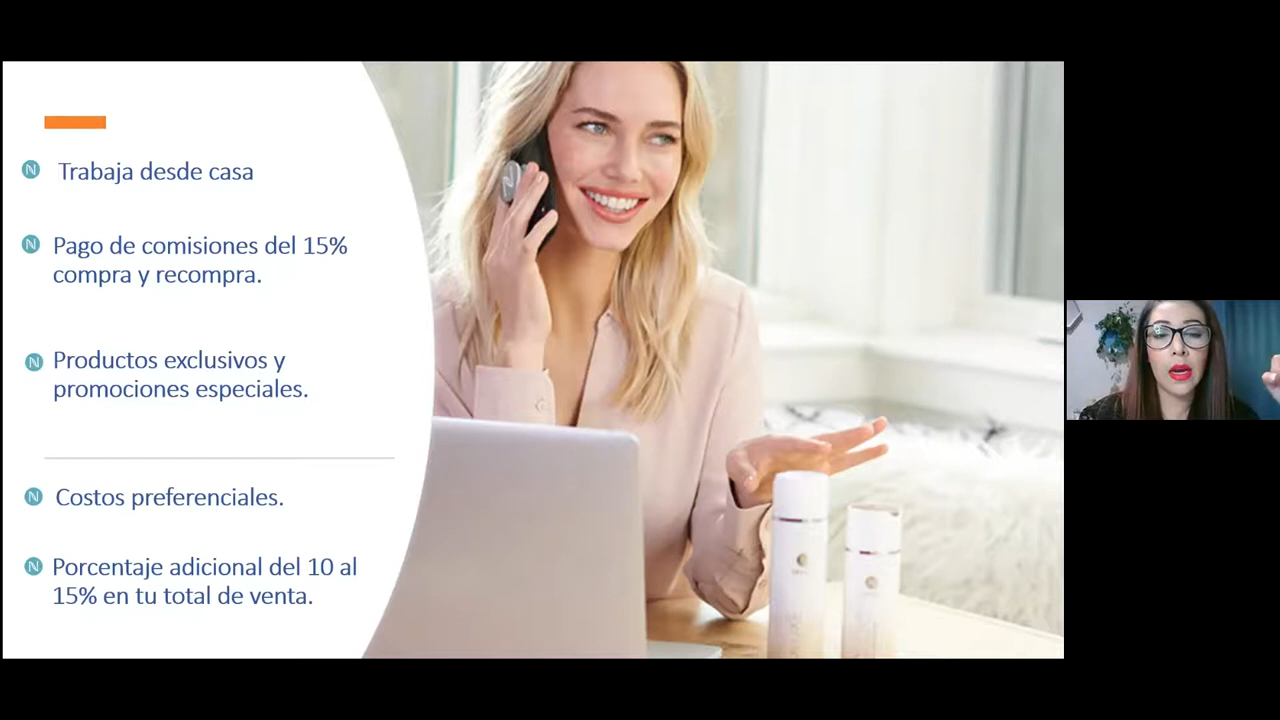 Trabaja desde casa
Pago de comisiones del 15%
compra y recompra.
Productos exclusivos y
promociones especiales.
Costos preferenciales.
Porcentaje adicional del 10 al
15% en tu total de venta.